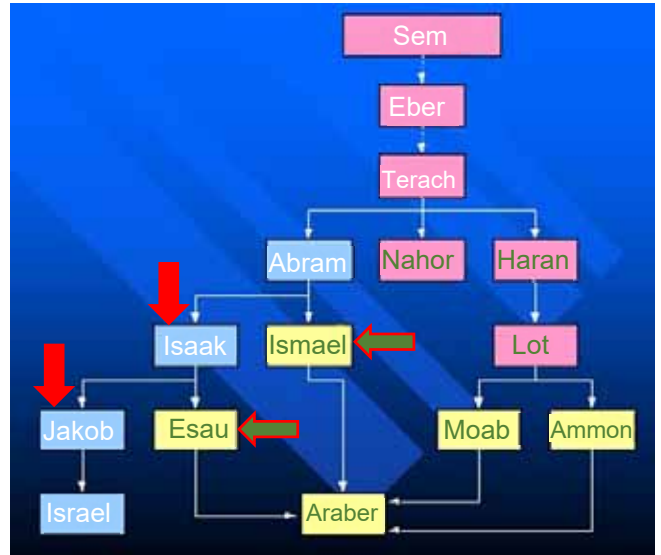 Sem
Eber
Terach
Abram
Nahor
Haran
Isaak
Ismael
Lot
Jakob
Esau
Moab
Ammon
Israel
Araber